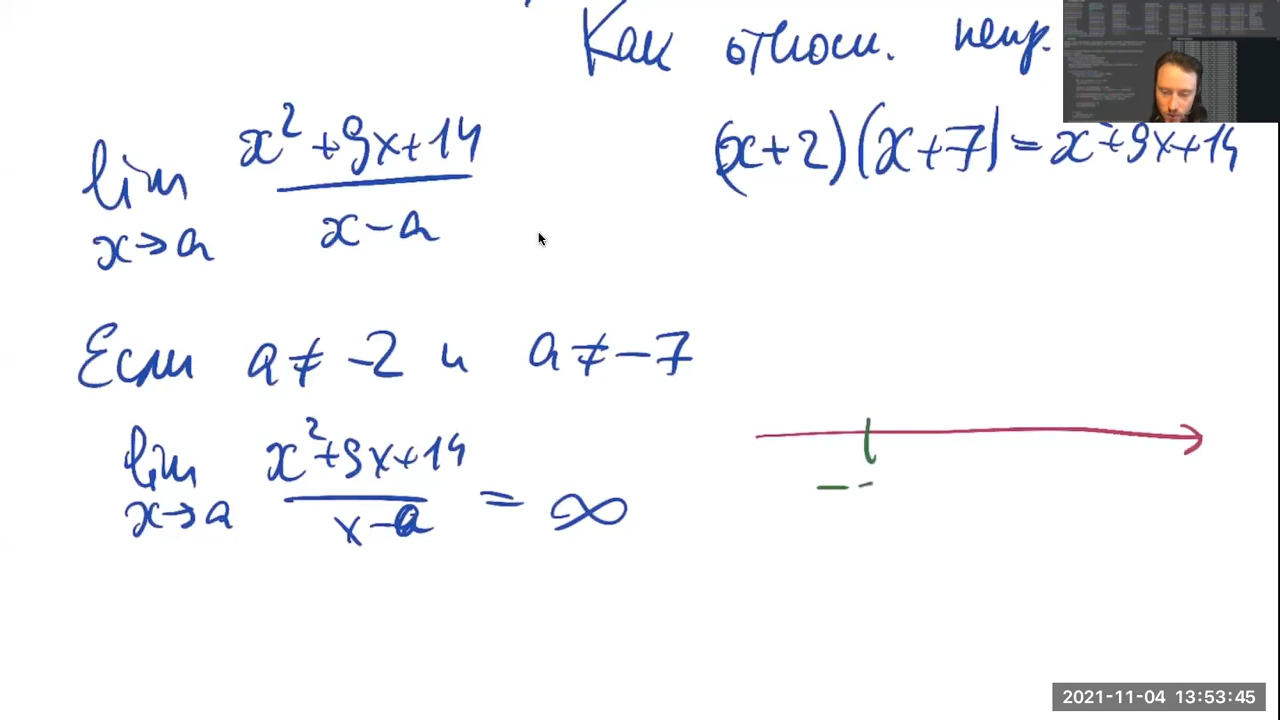 Как относ. непр.
lim x→a (x² + 9x + 14)/(x − a)
(x+2)(x+7) = x² + 9x + 14
Если a ≠ −2 и a ≠ −7
lim x→a (x² + 9x + 14)/(x − a) = ∞
2021-11-04 13:53:45